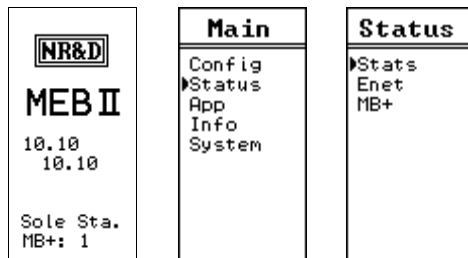 NR&D
MEB II
10.10
10.10
Sole Sta.
MB+: 1
Main
Config
Status
App
Info
System
Status
Stats
Enet
MB+